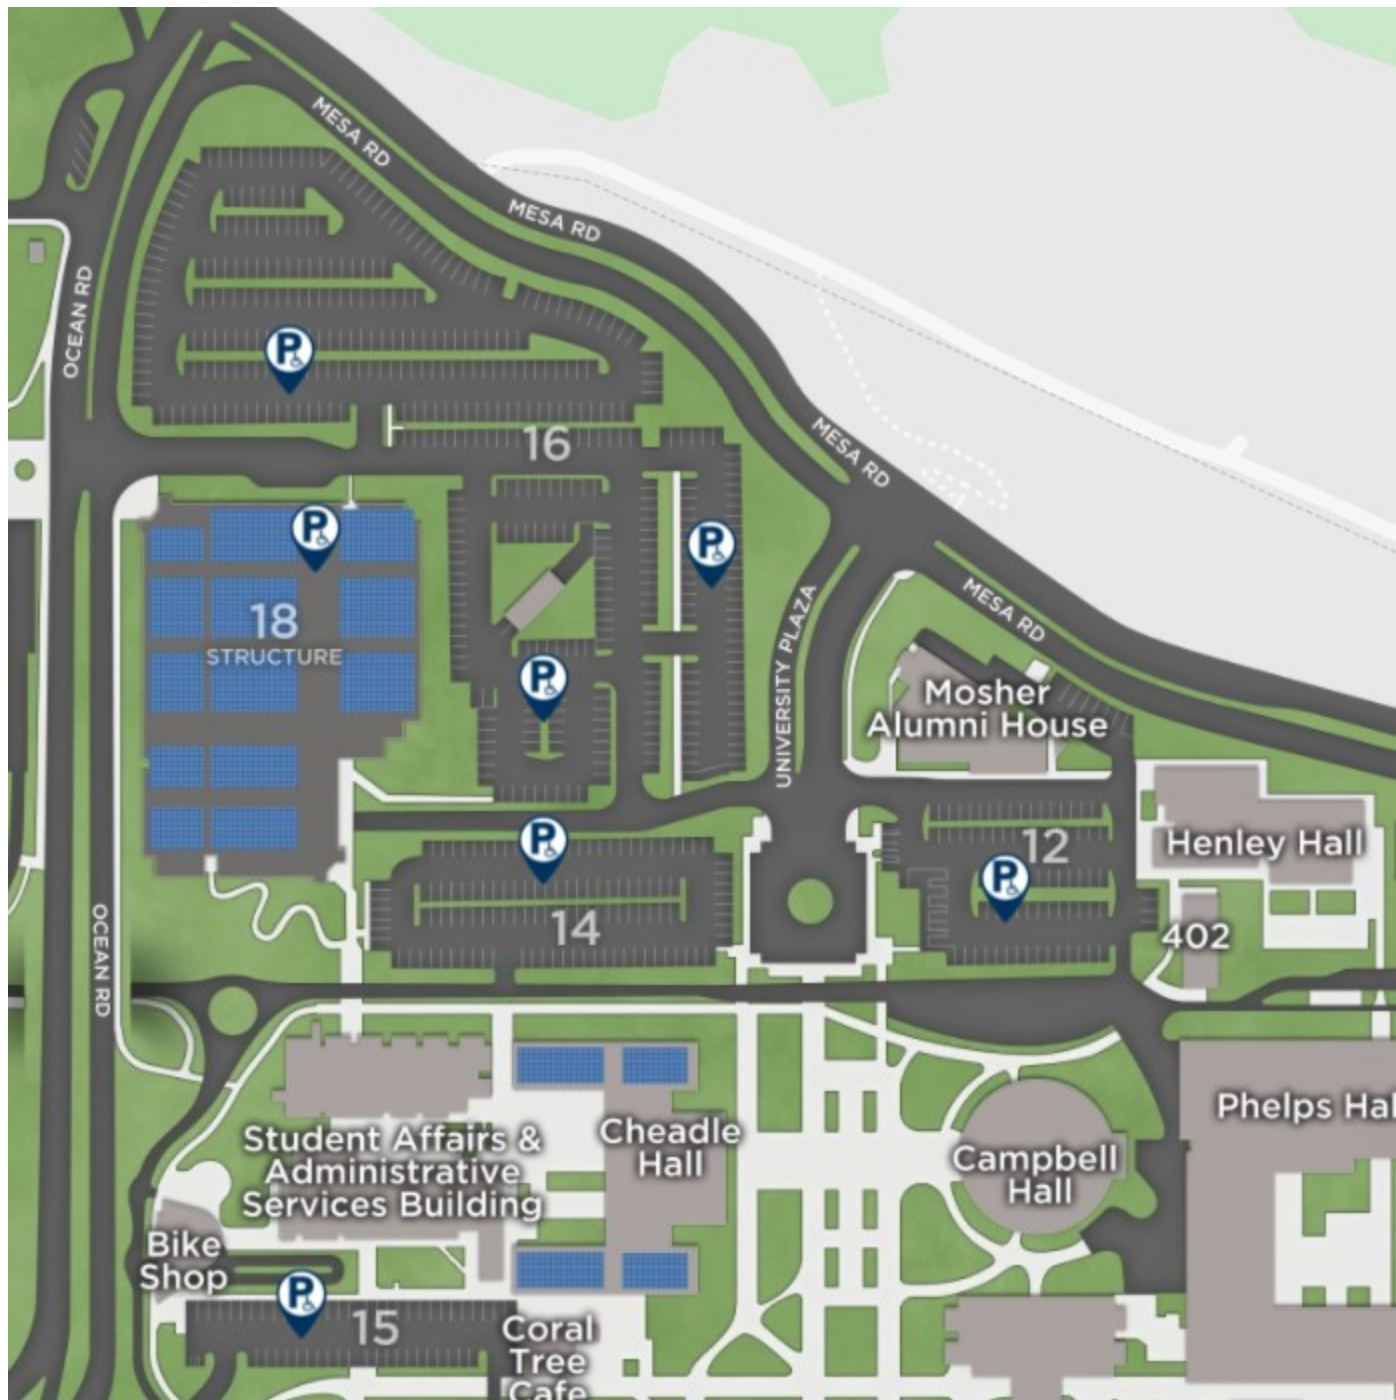 MESA RD
MESA RD
OCEAN RD
P
16
MESA RD
P
P
18
STRUCTURE
MESA RD
UNIVERSITY PLAZA
P
Mosher
Alumni House
P
12
Henley Hall
P
14
402
OCEAN RD
Phelps Hal
Student Affairs &
Administrative
Services Building
Cheadle
Hall
Campbell
Hall
Bike
Shop
P
15
Coral
Tree
Cafe